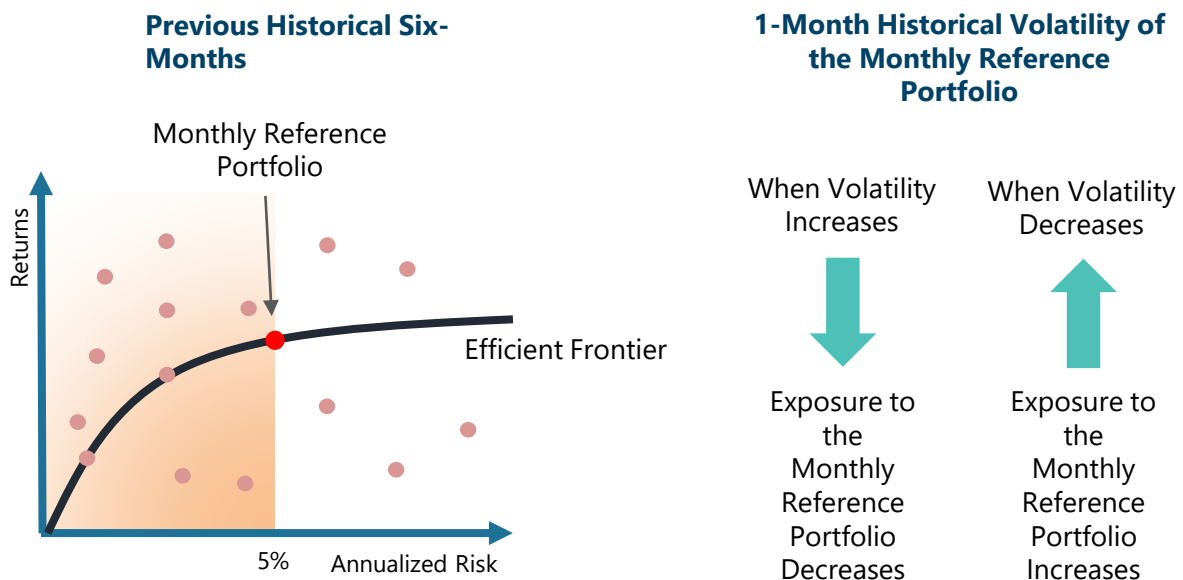 Previous Historical Six-
Months
Monthly Reference
Portfolio
Returns
Efficient Frontier
5%
Annualized Risk
1-Month Historical Volatility of
the Monthly Reference
Portfolio
When Volatility
Increases
Exposure to
the
Monthly
Reference
Portfolio
Decreases
When Volatility
Decreases
Exposure to
the
Monthly
Reference
Portfolio
Increases